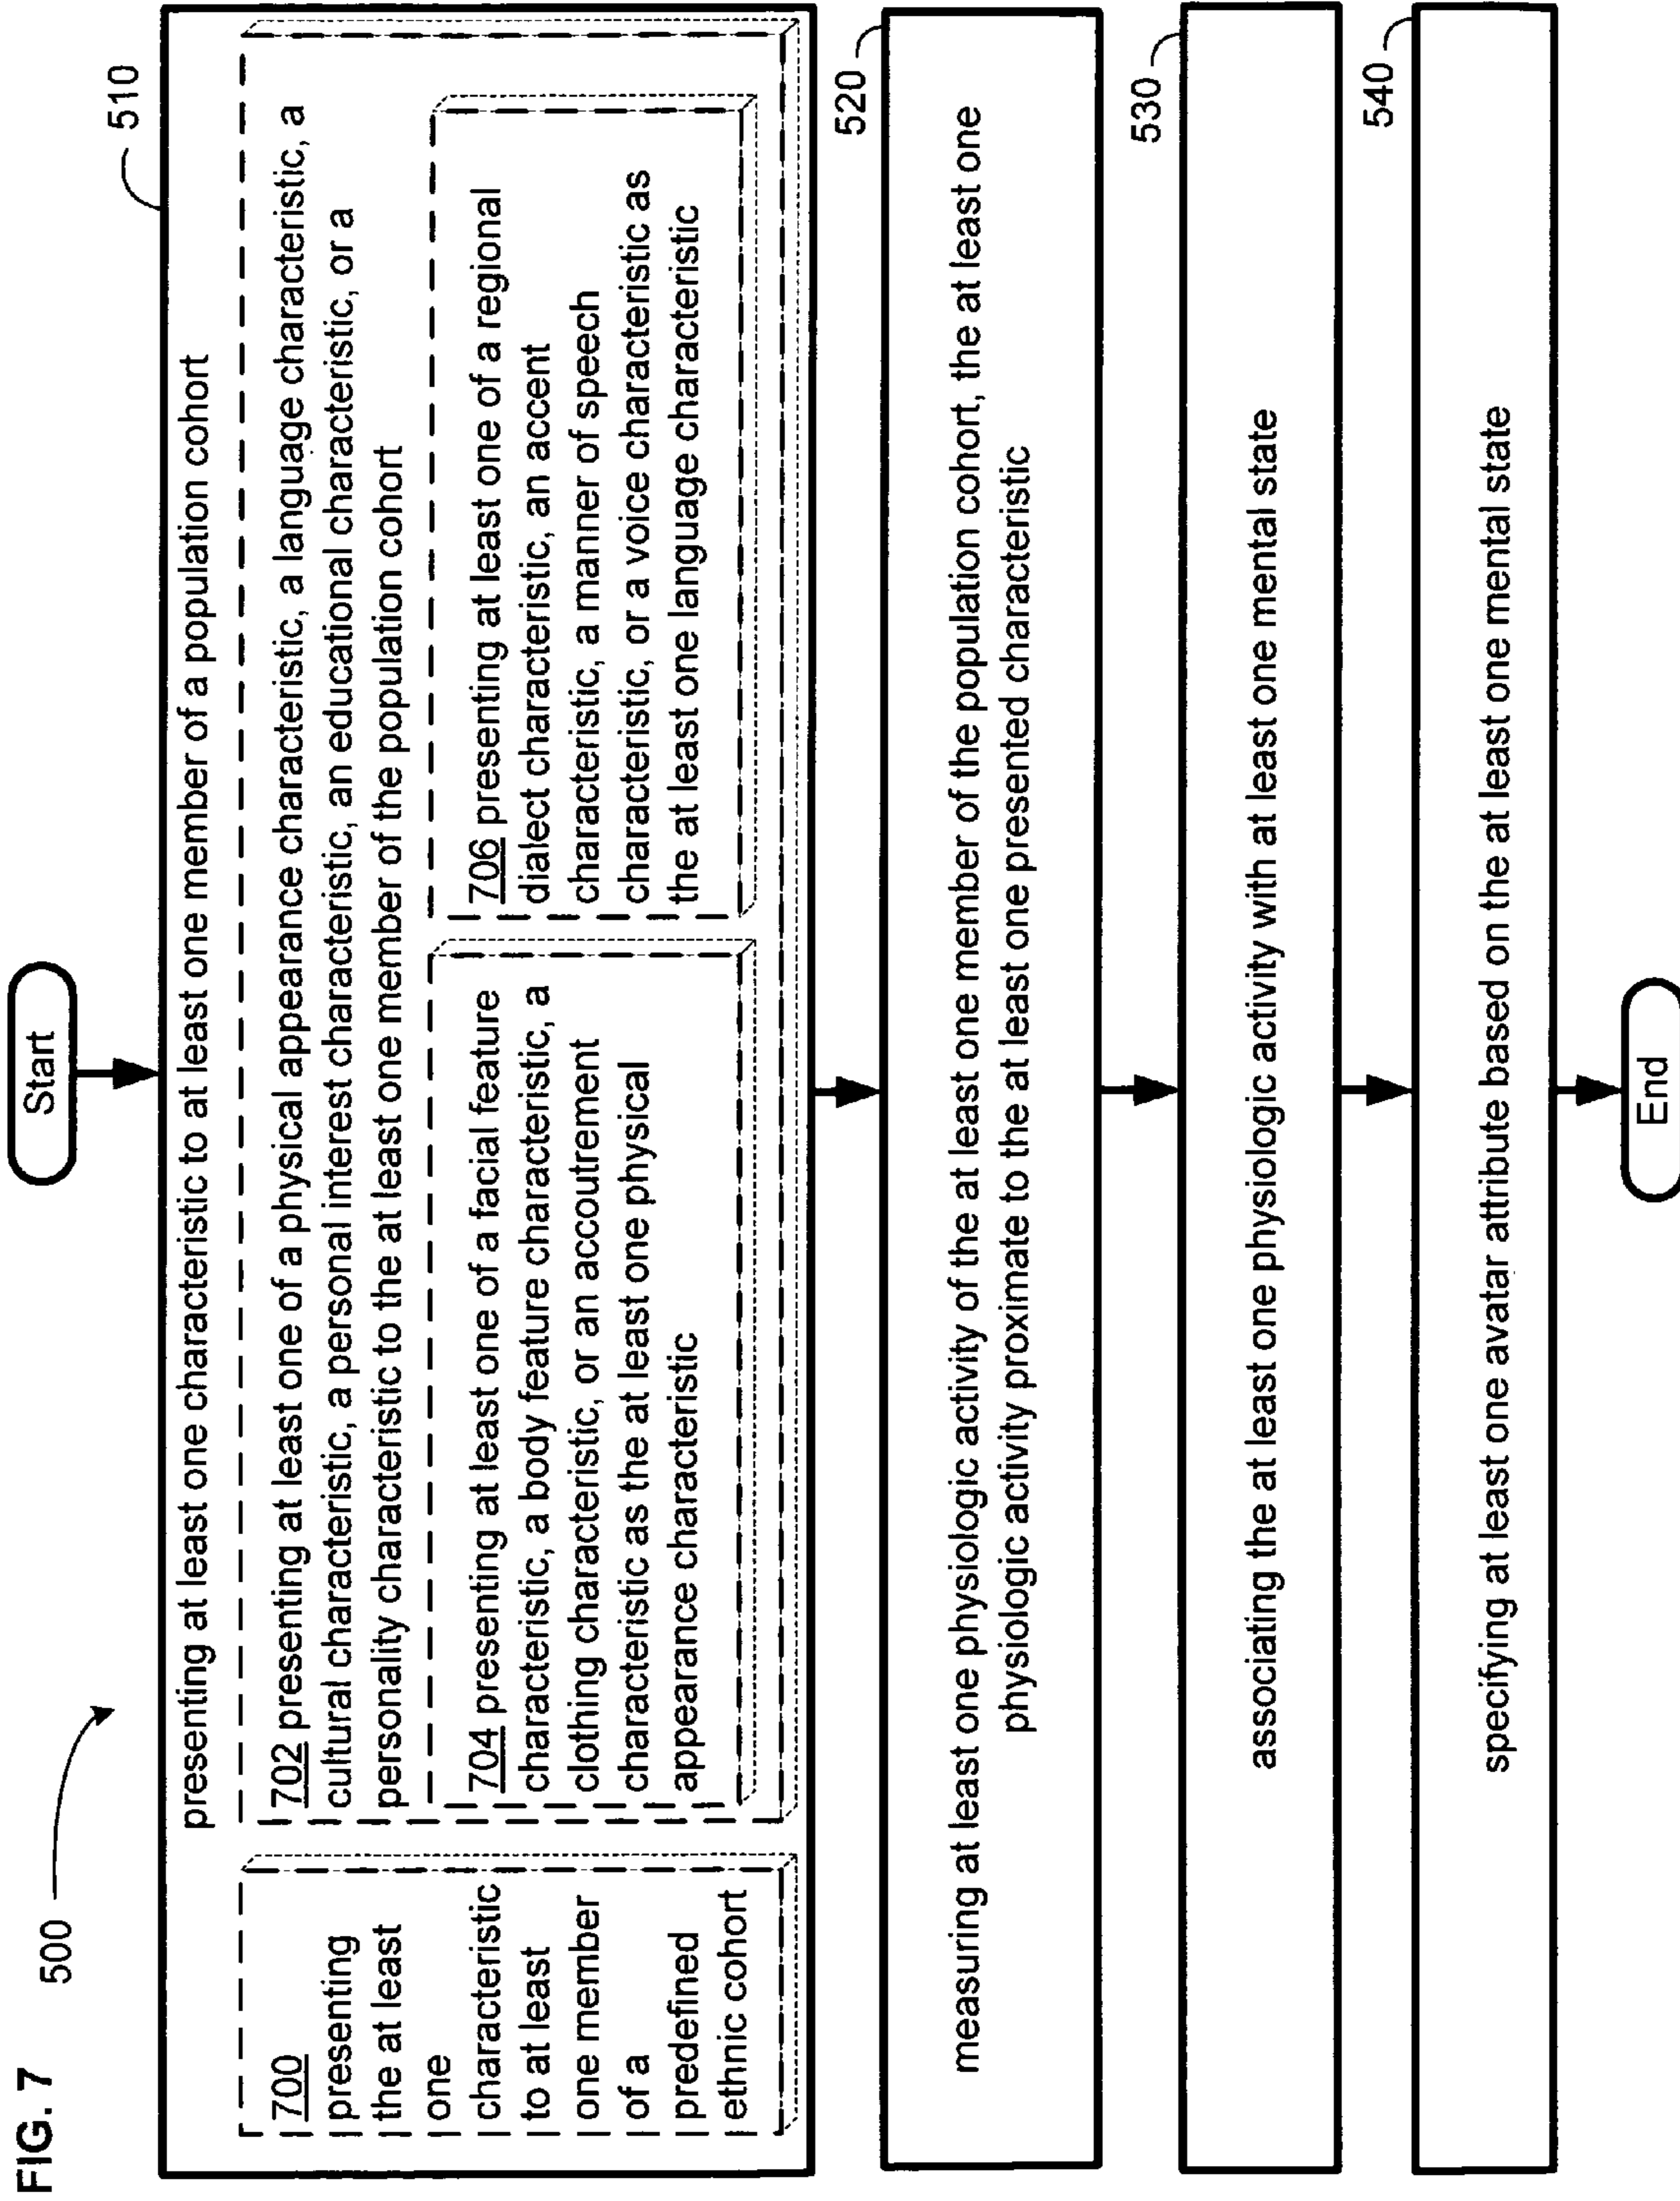 FIG. 7
500
Start
510
presenting at least one characteristic to at least one member of a population cohort
700
presenting
the at least
one
characteristic
to at least
one member
of a
predefined
ethnic cohort
702 presenting at least one of a physical appearance characteristic, a language characteristic, a
cultural characteristic, a personal interest characteristic, an educational characteristic, or a
personality characteristic to the at least one member of the population cohort
704 presenting at least one of a facial feature
characteristic, a body feature characteristic, a
clothing characteristic, or an accoutrement
characteristic as the at least one physical
appearance characteristic
706 presenting at least one of a regional
dialect characteristic, an accent
characteristic, a manner of speech
characteristic, or a voice characteristic as
the at least one language characteristic
520
measuring at least one physiologic activity of the at least one member of the population cohort, the at least one
physiologic activity proximate to the at least one presented characteristic
530
associating the at least one physiologic activity with at least one mental state
540
specifying at least one avatar attribute based on the at least one mental state
End